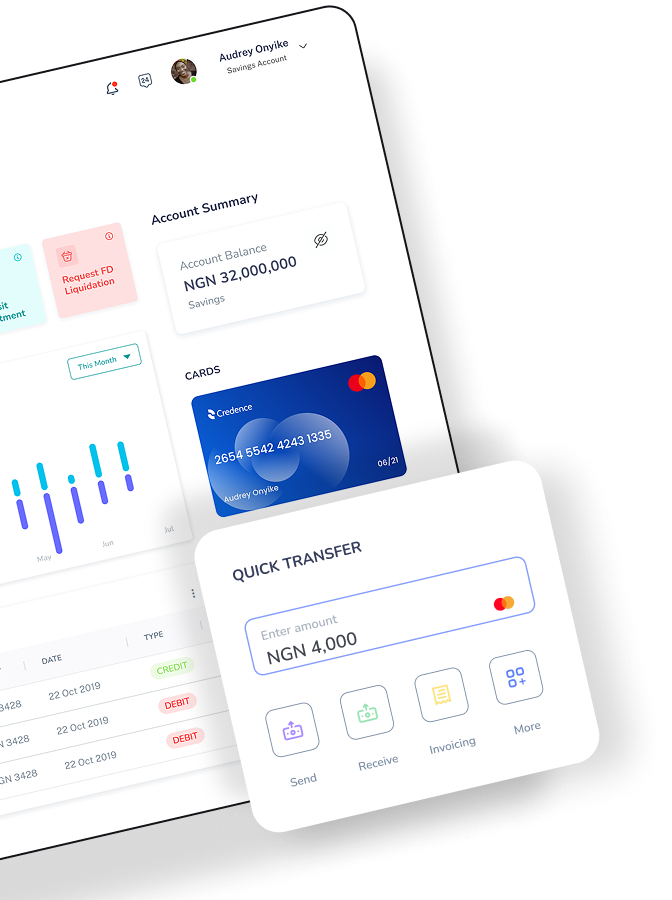 Audrey Onyike
24
Savings Account
Account Summary
Request FD
Liquidation
Account Balance
NGN 32,000,000
Savings
This Month
CARDS
Credence
2654 5542 4243 1335
06/21
Audrey Onyike
May
Jun
Jul
QUICK TRANSFER
Enter amount
NGN 4,000
Send
Receive
Invoicing
More
DATE
TYPE
3428
22 Oct 2019
CREDIT
3428
22 Oct 2019
DEBIT
3428
22 Oct 2019
DEBIT